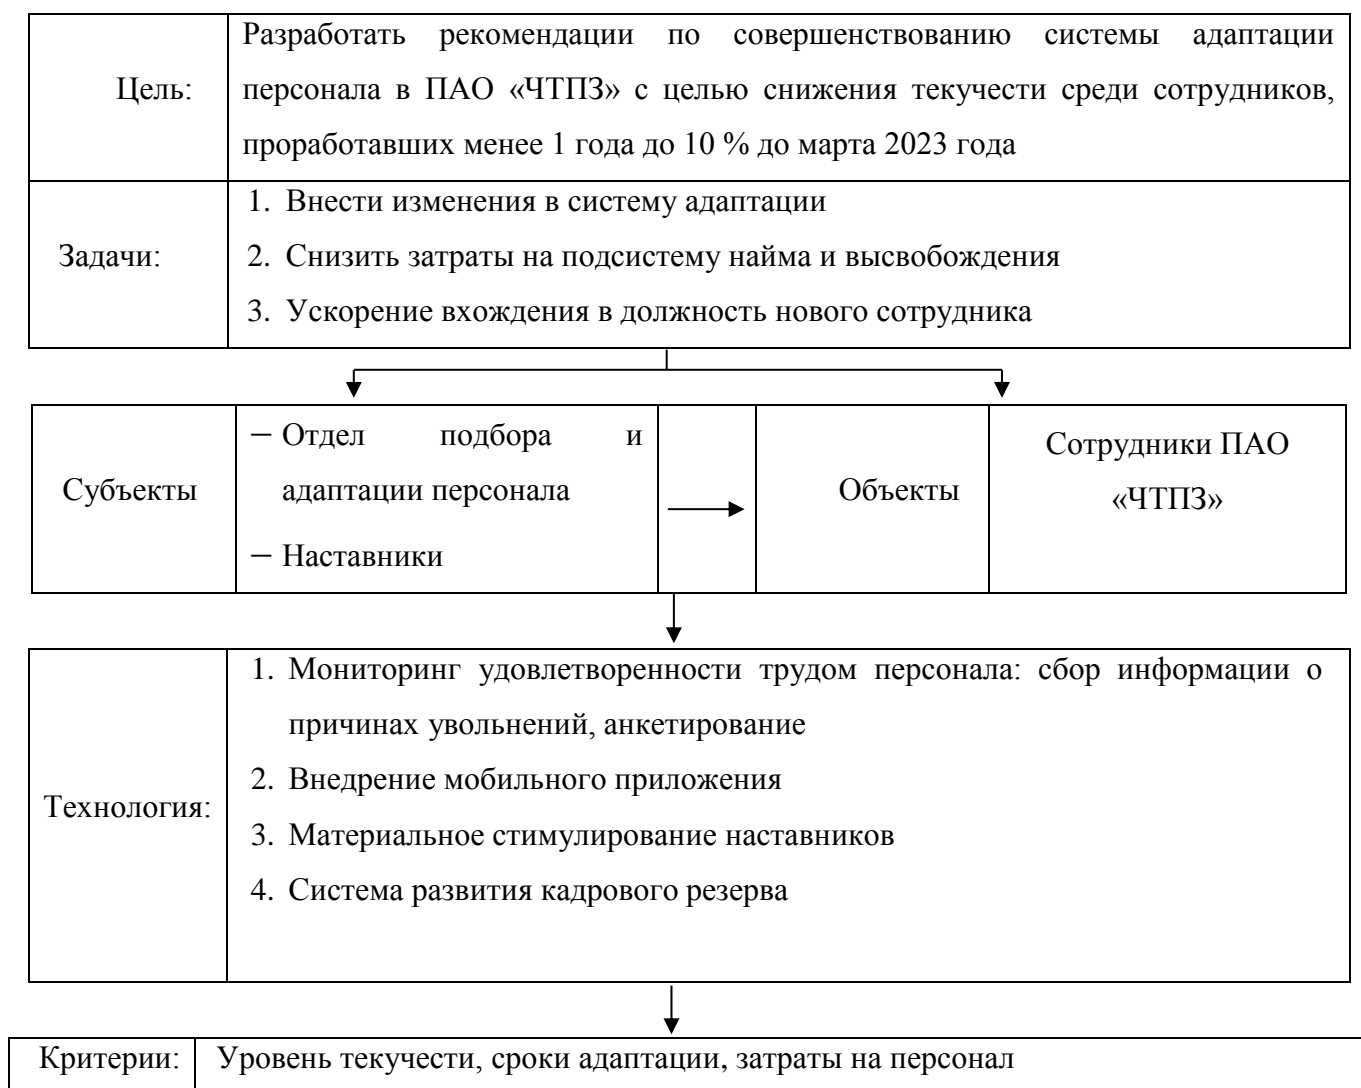 Цель:
Разработать рекомендации по совершенствованию системы адаптации
персонала в ПАО «ЧТПЗ» с целью снижения текучести среди сотрудников,
проработавших менее 1 года до 10 % до марта 2023 года
Задачи:
1. Внести изменения в систему адаптации
2. Снизить затраты на подсистему найма и высвобождения
3. Ускорение вхождения в должность нового сотрудника
Субъекты
– Отдел подбора и
адаптации персонала
– Наставники
Объекты
Сотрудники ПАО
«ЧТПЗ»
Технология:
1. Мониторинг удовлетворенности трудом персонала: сбор информации о
причинах увольнений, анкетирование
2. Внедрение мобильного приложения
3. Материальное стимулирование наставников
4. Система развития кадрового резерва
Критерии:
Уровень текучести, сроки адаптации, затраты на персонал